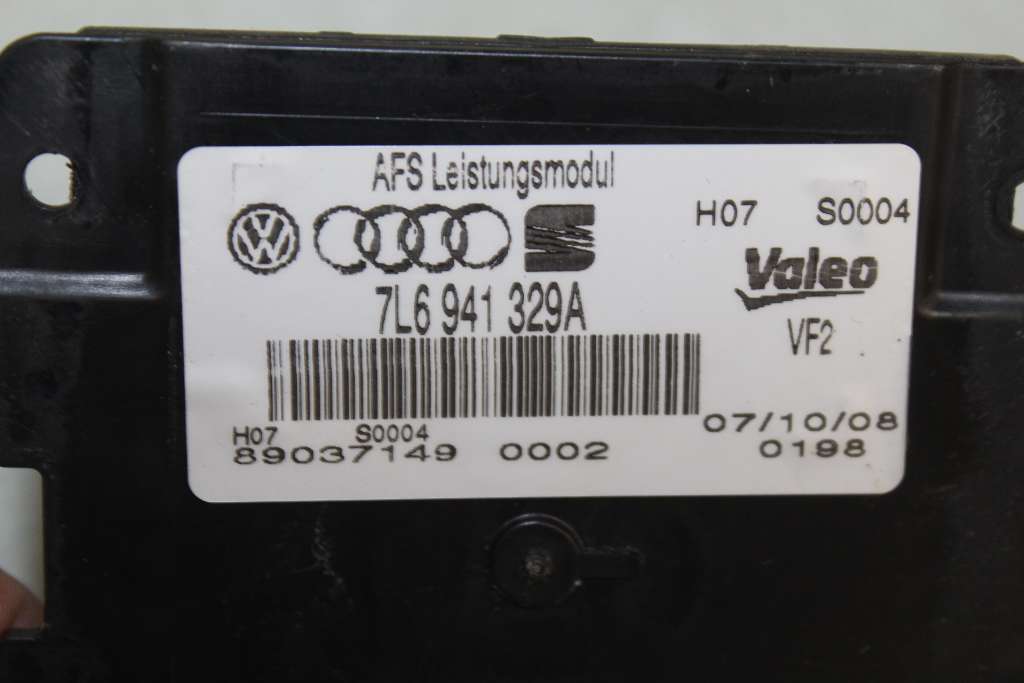 AFS Leistungsmodul
H07 S0004
Valeo
7L6 941 329A
VF2
H07 S0004
07/10/08
89037149 0002
0198